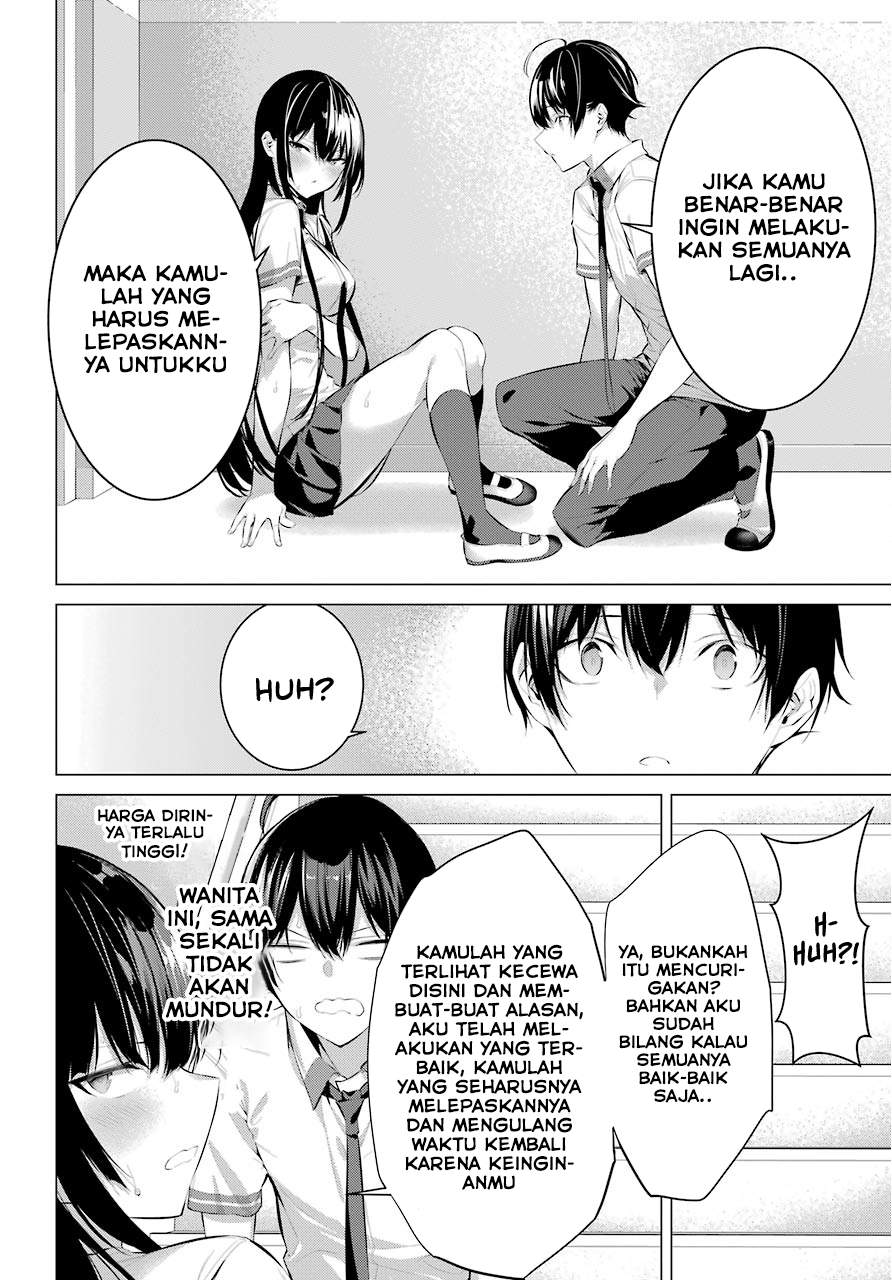 JIKA KAMU
BENAR-BENAR
INGIN MELAKU-
KAN SEMUANYA
LAGI..
MAKA KAMU-
LAH YANG
HARUS ME-
LEPASKANN-
YA UNTUKKU
HUH?
H-
HUH?!
YA, BUKANKAH
ITU MENCURI-
GAKAN?
BAHKAN AKU
SUDAH
BILANG KALAU
SEMUANYA
BAIK-BAIK
SAJA..
KAMULAH YANG
TERLIHAT KECEWA
DISINI DAN MEM-
BUAT-BUAT ALASAN,
AKU TELAH MEL-
AKUKAN YANG TER-
BAIK, KAMULAH
YANG SEHARUSNYA
MELEPASKANNYA
DAN MENGULANG
WAKTU KEMBALI
KARENA KEINGIN-
ANMU
WANITA
INI, SAMA
SEKALI
TIDAK
AKAN
MUNDUR!
HARGA DIRIN-
YA TERLALU
TINGGI!